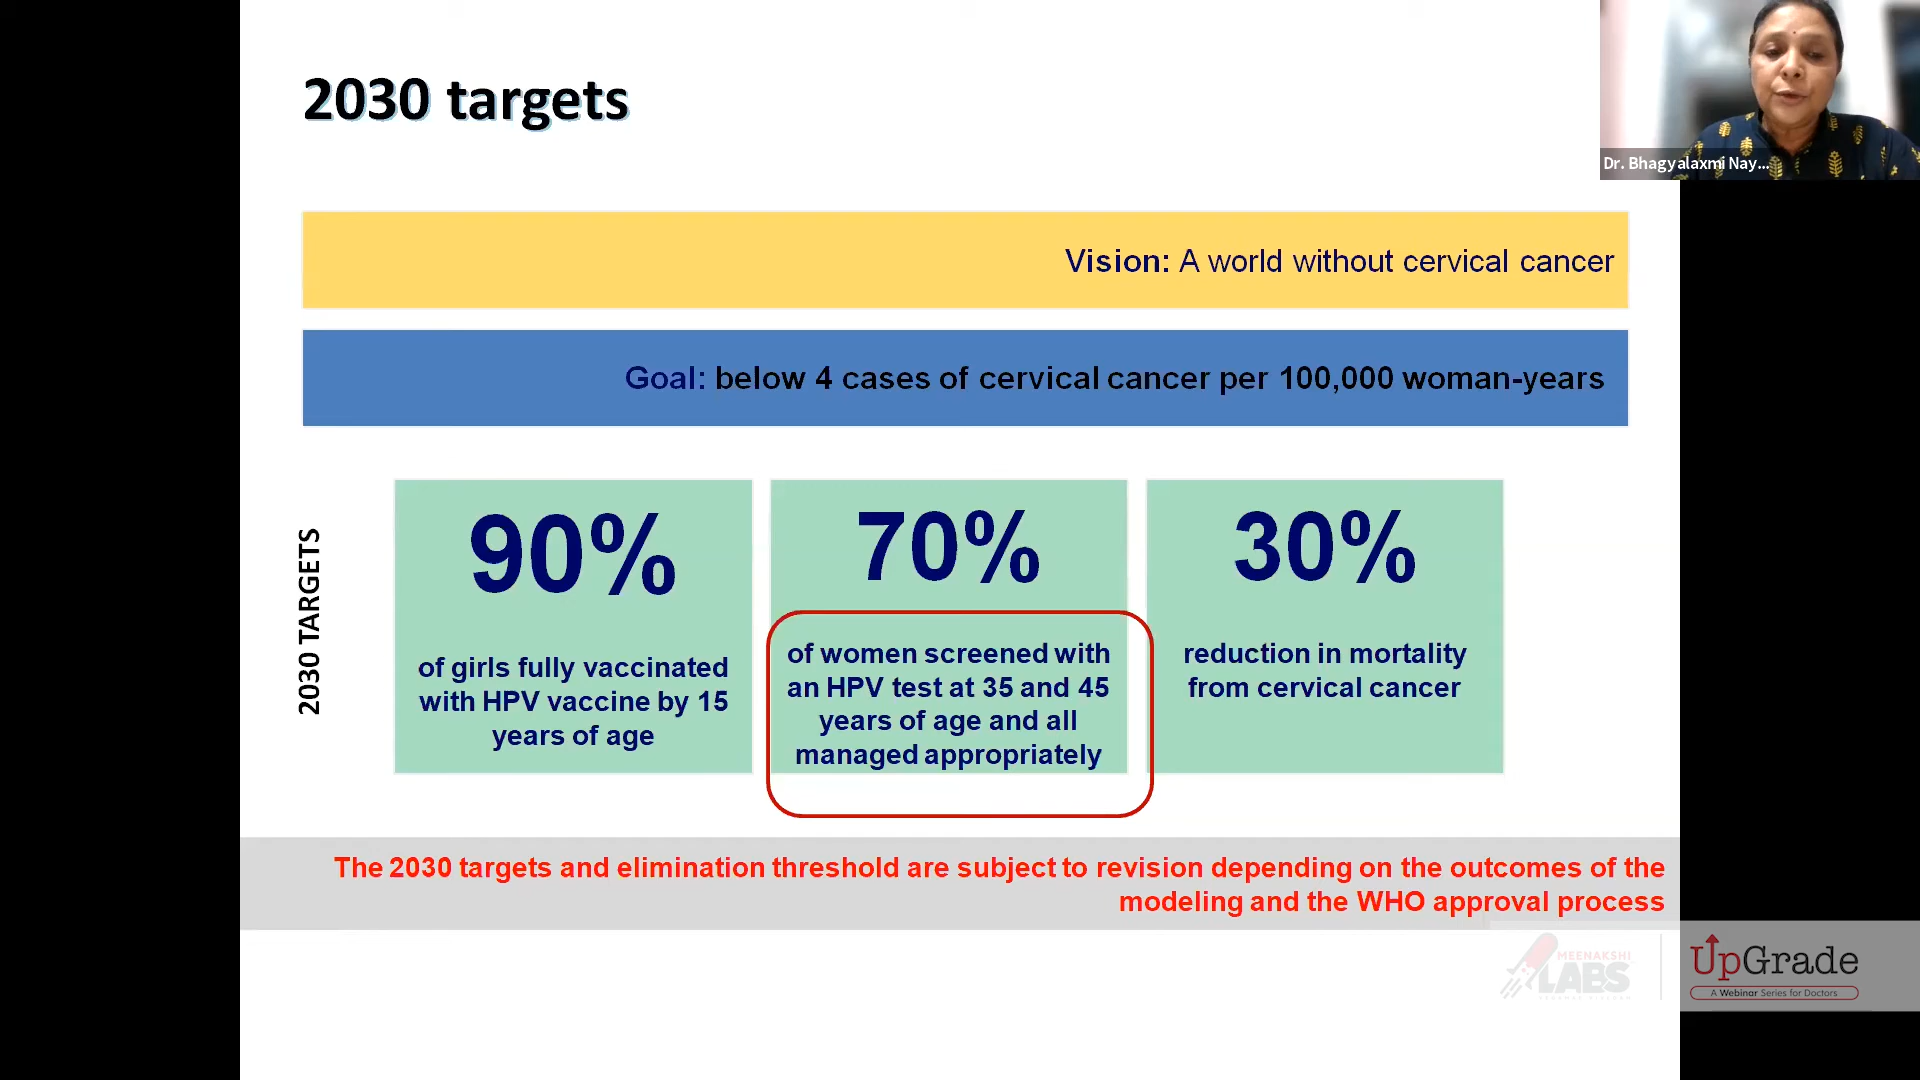 2030 targets
Dr. Bhagyalaxmi Nay...
Vision: A world without cervical cancer
Goal: below 4 cases of cervical cancer per 100,000 woman-years
2030 TARGETS
90%
of girls fully vaccinated
with HPV vaccine by 15
years of age
70%
of women screened with
an HPV test at 35 and 45
years of age and all
managed appropriately
30%
reduction in mortality
from cervical cancer
The 2030 targets and elimination threshold are subject to revision depending on the outcomes of the
modeling and the WHO approval process
MEENAKSHI
LABS
UpGrade
A Webinar Series for Doctors